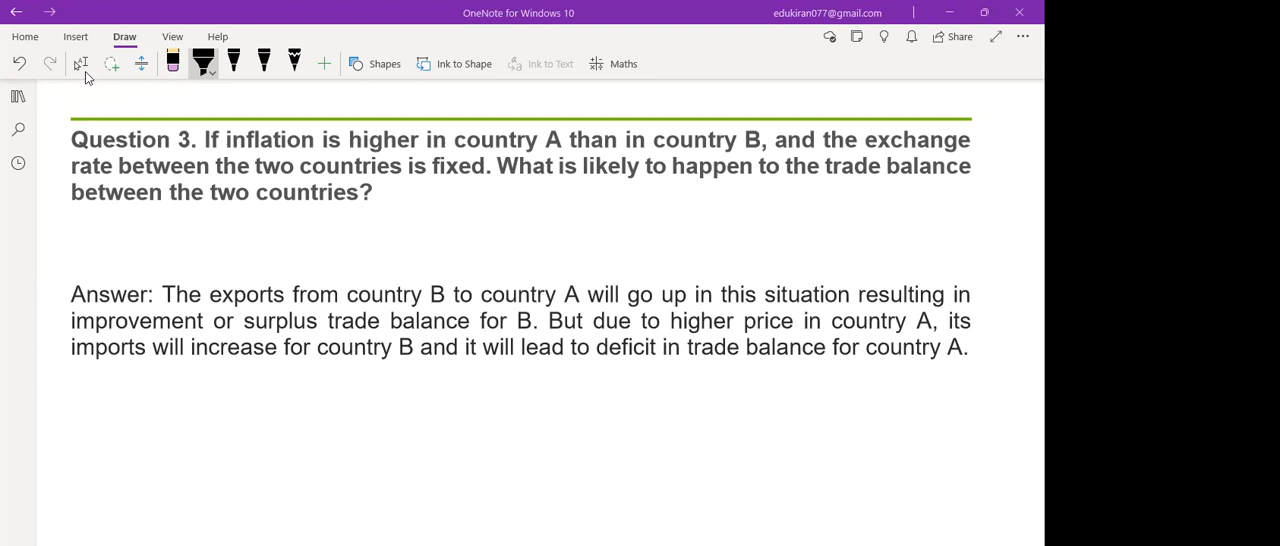 OneNote for Windows 10
edukiran077@gmail.com
Home Insert Draw View Help
Share
Shapes Ink to Shape Ink to Text Maths
Question 3. If inflation is higher in country A than in country B, and the exchange
rate between the two countries is fixed. What is likely to happen to the trade balance
between the two countries?
Answer: The exports from country B to country A will go up in this situation resulting in
improvement or surplus trade balance for B. But due to higher price in country A, its
imports will increase for country B and it will lead to deficit in trade balance for country A.